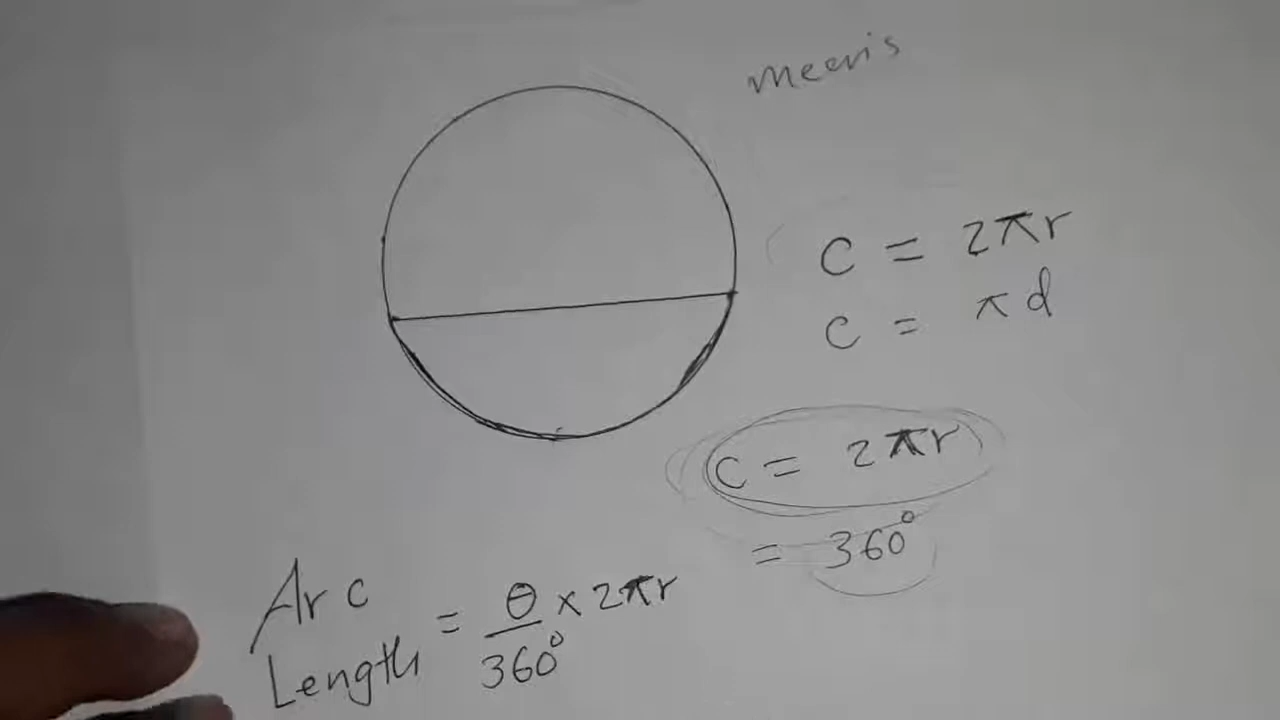 meeris
C = 2πr
C = πd
C = 2πr
= 360°
Arc Length = θ/360° × 2πr